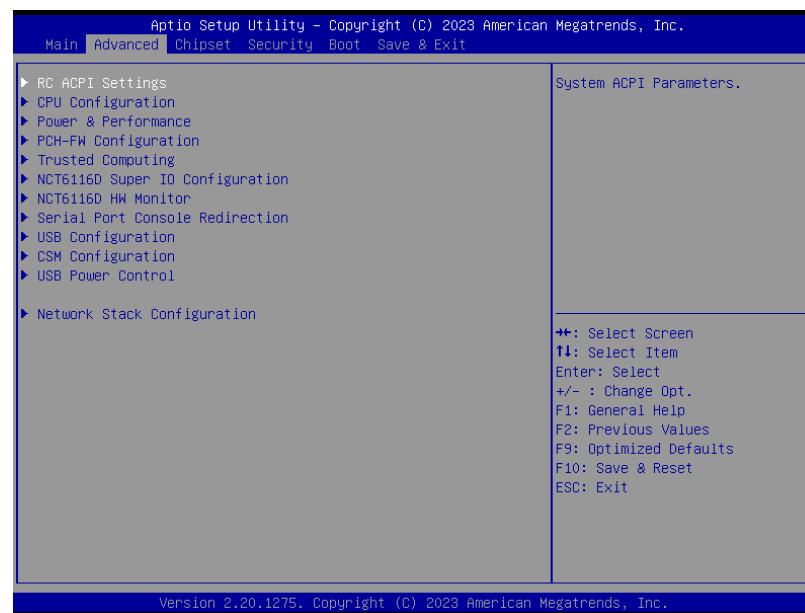 Aptio Setup Utility – Copyright (C) 2023 American Megatrends, Inc.
Main Advanced Chipset Security Boot Save & Exit
RC ACPI Settings
CPU Configuration
Power & Performance
PCH-FW Configuration
Trusted Computing
NCT6116D Super IO Configuration
NCT6116D HW Monitor
Serial Port Console Redirection
USB Configuration
CSM Configuration
USB Power Control
Network Stack Configuration
System ACPI Parameters.
→←: Select Screen
↑↓: Select Item
Enter: Select
+/- : Change Opt.
F1: General Help
F2: Previous Values
F9: Optimized Defaults
F10: Save & Reset
ESC: Exit
Version 2.20.1275. Copyright (C) 2023 American Megatrends, Inc.